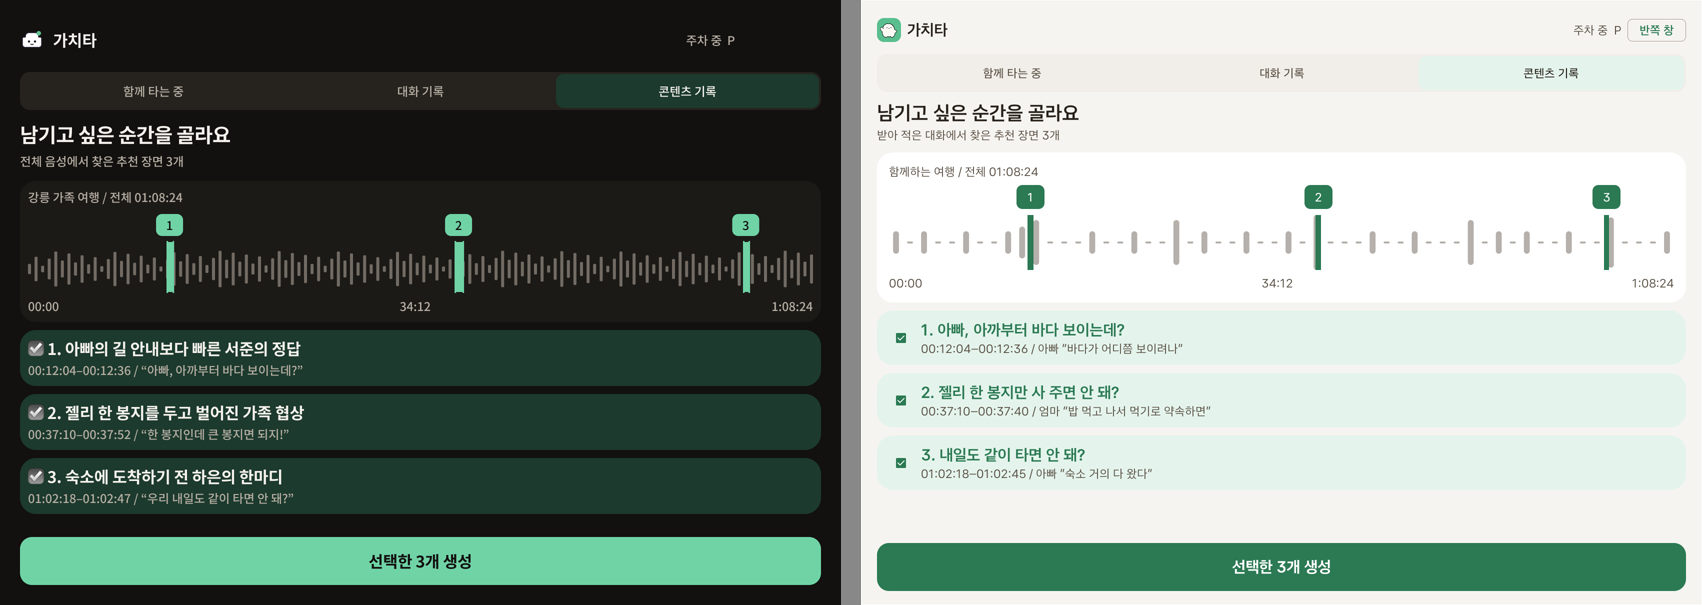 가치타
주차 중 P
함께 타는 중
대화 기록
콘텐츠 기록
남기고 싶은 순간을 골라요
전체 음성에서 찾은 추천 장면 3개
강릉 가족 여행 / 전체 01:08:24
1
2
3
00:00
34:12
1:08:24
1. 아빠의 길 안내보다 빠른 서준의 정답
00:12:04–00:12:36 / “아빠, 아까부터 바다 보이는데?”
2. 젤리 한 봉지를 두고 벌어진 가족 협상
00:37:10–00:37:52 / “한 봉지인데 큰 봉지면 되지!”
3. 숙소에 도착하기 전 하은의 한마디
01:02:18–01:02:47 / “우리 내일도 같이 타면 안 돼?”
선택한 3개 생성
가치타
주차 중 P
반쪽 창
함께 타는 중
대화 기록
콘텐츠 기록
남기고 싶은 순간을 골라요
받아 적은 대화에서 찾은 추천 장면 3개
함께하는 여행 / 전체 01:08:24
1
2
3
00:00
34:12
1:08:24
1. 아빠, 아까부터 바다 보이는데?
00:12:04–00:12:36 / 아빠 “바다가 어디쯤 보이려나”
2. 젤리 한 봉지만 사 주면 안 돼?
00:37:10–00:37:40 / 엄마 “밥 먹고 나서 먹기로 약속하면”
3. 내일도 같이 타면 안 돼?
01:02:18–01:02:45 / 아빠 “숙소 거의 다 왔다”
선택한 3개 생성